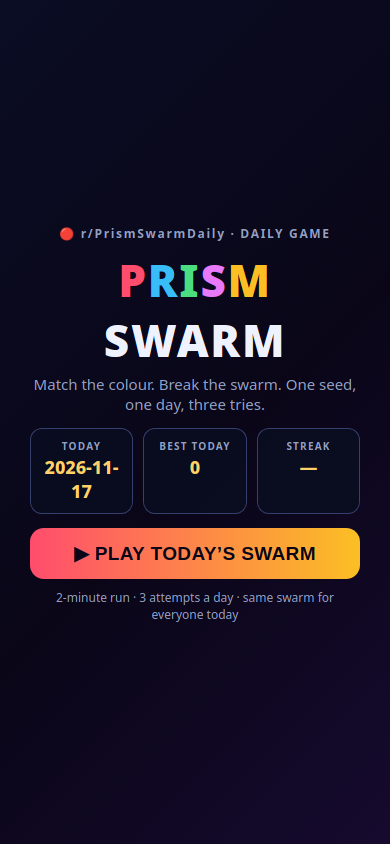 🔴 r/PrismSwarmDaily · DAILY GAME
PRISM
SWARM
Match the colour. Break the swarm. One seed,
one day, three tries.
TODAY
2026-11-
17
BEST TODAY
0
STREAK
—
▶ PLAY TODAY’S SWARM
2-minute run · 3 attempts a day · same swarm for
everyone today